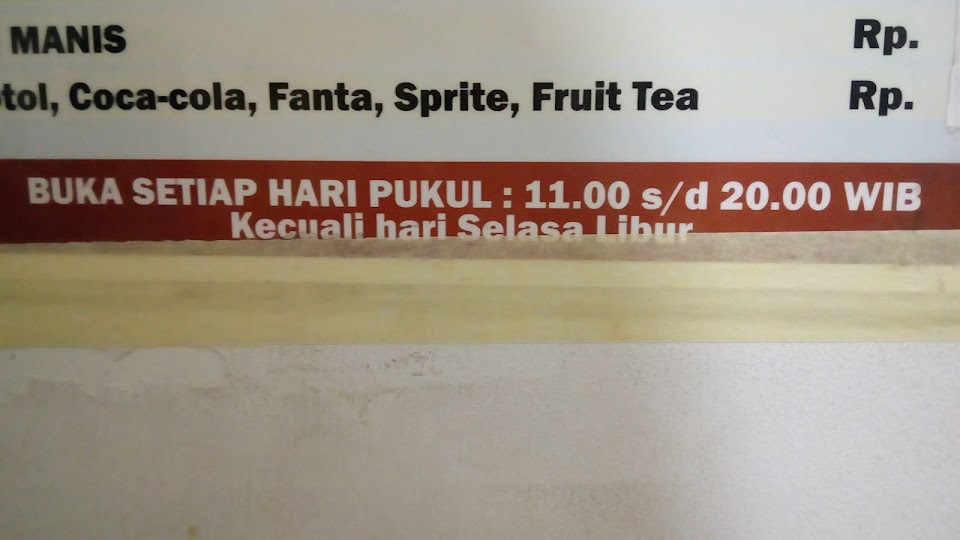 MANIS Rp.
Coca-cola, Fanta, Sprite, Fruit Tea Rp.
BUKA SETIAP HARI PUKUL : 11.00 s/d 20.00 WIB
Kecuali hari Selasa Libur